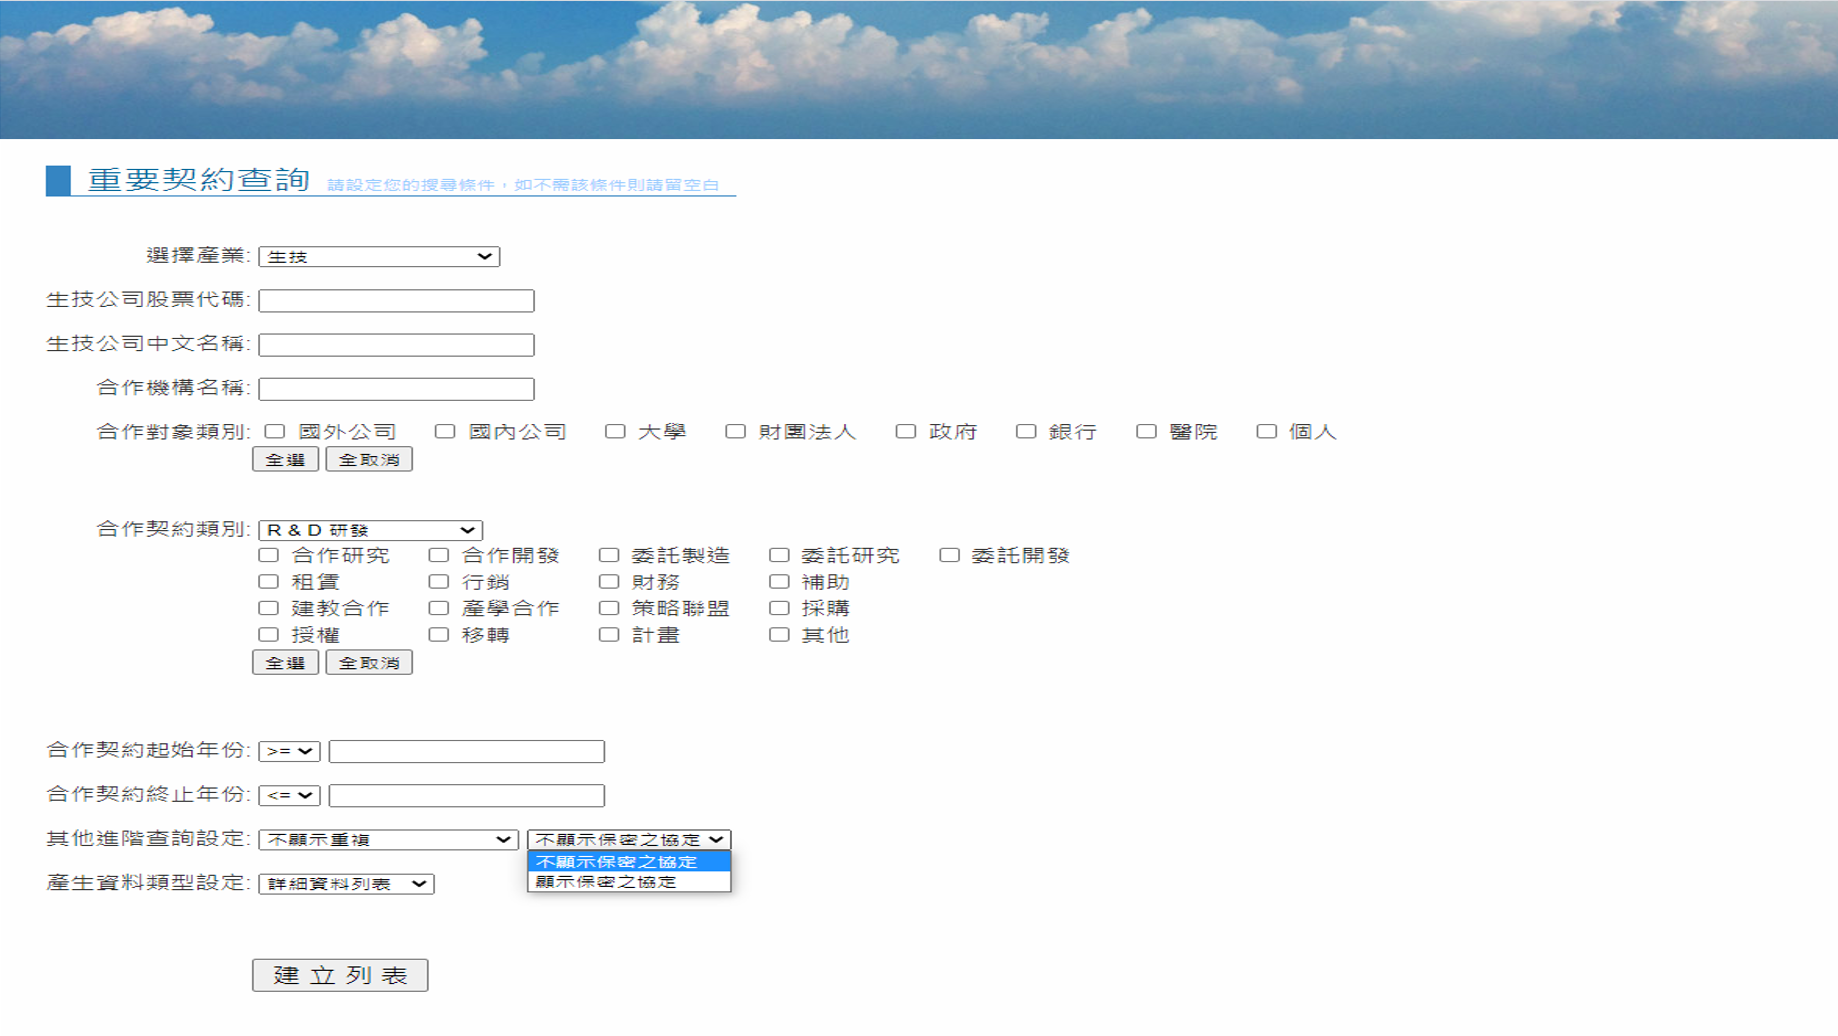 重要契約查詢 請設定您的搜尋條件，如不需該條件則請留空白
選擇產業: 生技
生技公司股票代碼:
生技公司中文名稱:
合作機構名稱:
合作對象類別: 國外公司 國內公司 大學 財團法人 政府 銀行 醫院 個人
全選 全取消
合作契約類別: R & D 研發
合作研究 合作開發 委託製造 委託研究 委託開發
租賃 行銷 財務 補助
建教合作 產學合作 策略聯盟 採購
授權 移轉 計畫 其他
全選 全取消
合作契約起始年份: >=
合作契約終止年份: <=
其他進階查詢設定: 不顯示重複 不顯示保密之協定
不顯示保密之協定
顯示保密之協定
產生資料類型設定: 詳細資料列表
建立列表